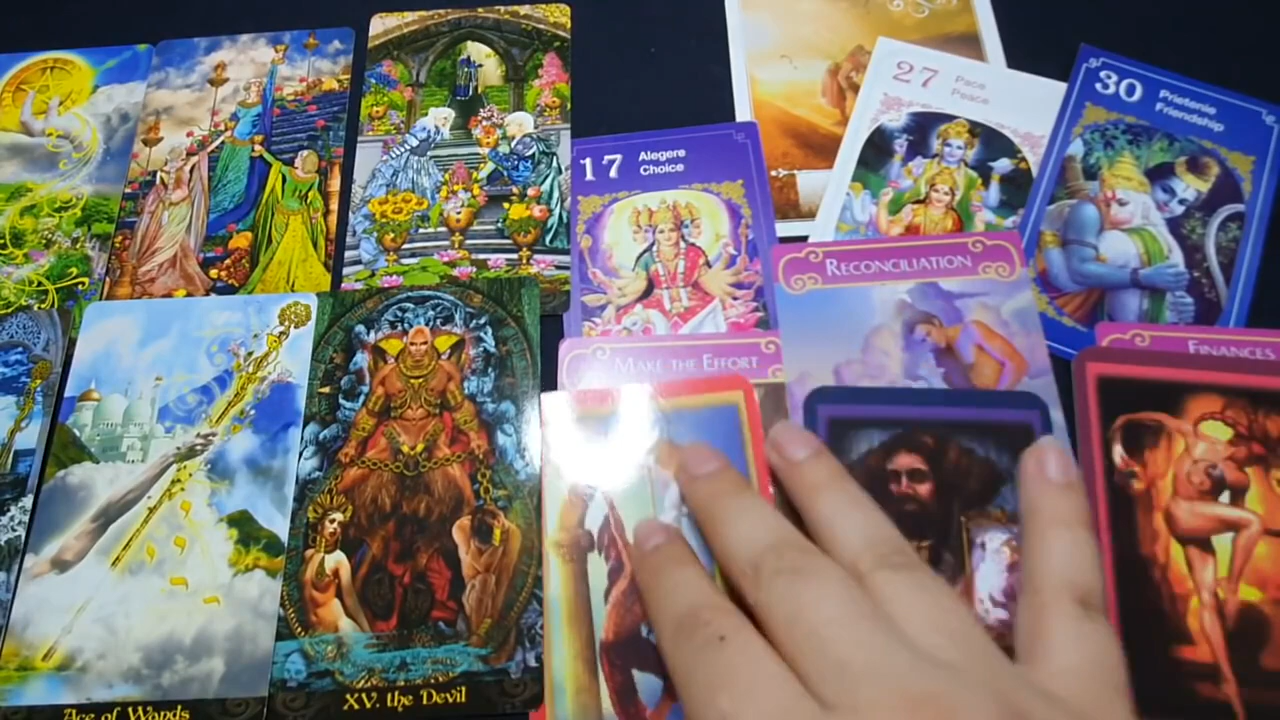 27 Pace
Peace
30 Prietenie
Friendship
17 Alegere
Choice
RECONCILIATION
MAKE THE EFFORT
FINANCES
Ace of Wands
XV. the Devil